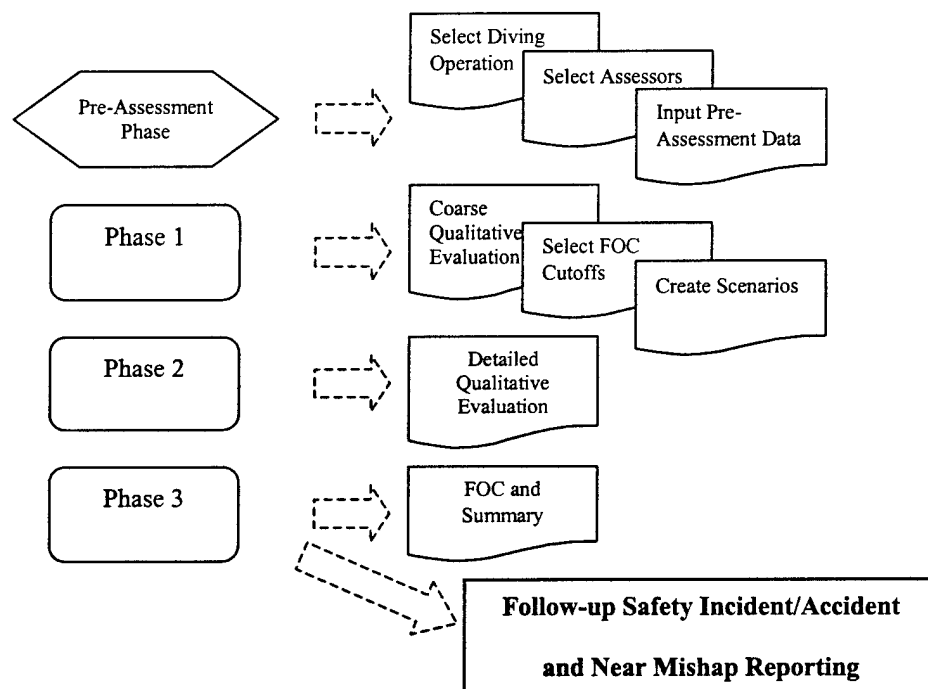 Pre-Assessment
Phase
Select Diving
Operation
Select Assessors
Input Pre-
Assessment Data
Phase 1
Coarse
Qualitative
Evaluation
Select FOC
Cutoffs
Create Scenarios
Phase 2
Detailed
Qualitative
Evaluation
Phase 3
FOC and
Summary
Follow-up Safety Incident/Accident
and Near Mishap Reporting